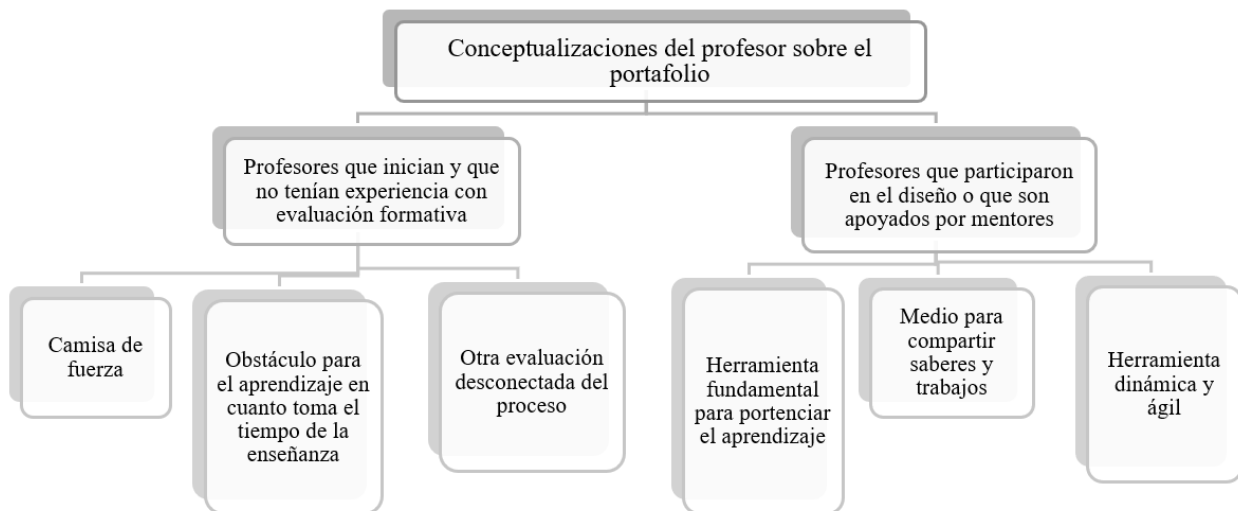 Conceptualizaciones del profesor sobre el
portafolio
Profesores que inician y que
no tenían experiencia con
evaluación formativa
Profesores que participaron
en el diseño o que son
apoyados por mentores
Camisa de
fuerza
Obstáculo para
el aprendizaje en
cuanto toma el
tiempo de la
enseñanza
Otra evaluación
desconectada del
proceso
Herramienta
fundamental
para portenciar
el aprendizaje
Medio para
compartir
saberes y
trabajos
Herramienta
dinámica y
ágil